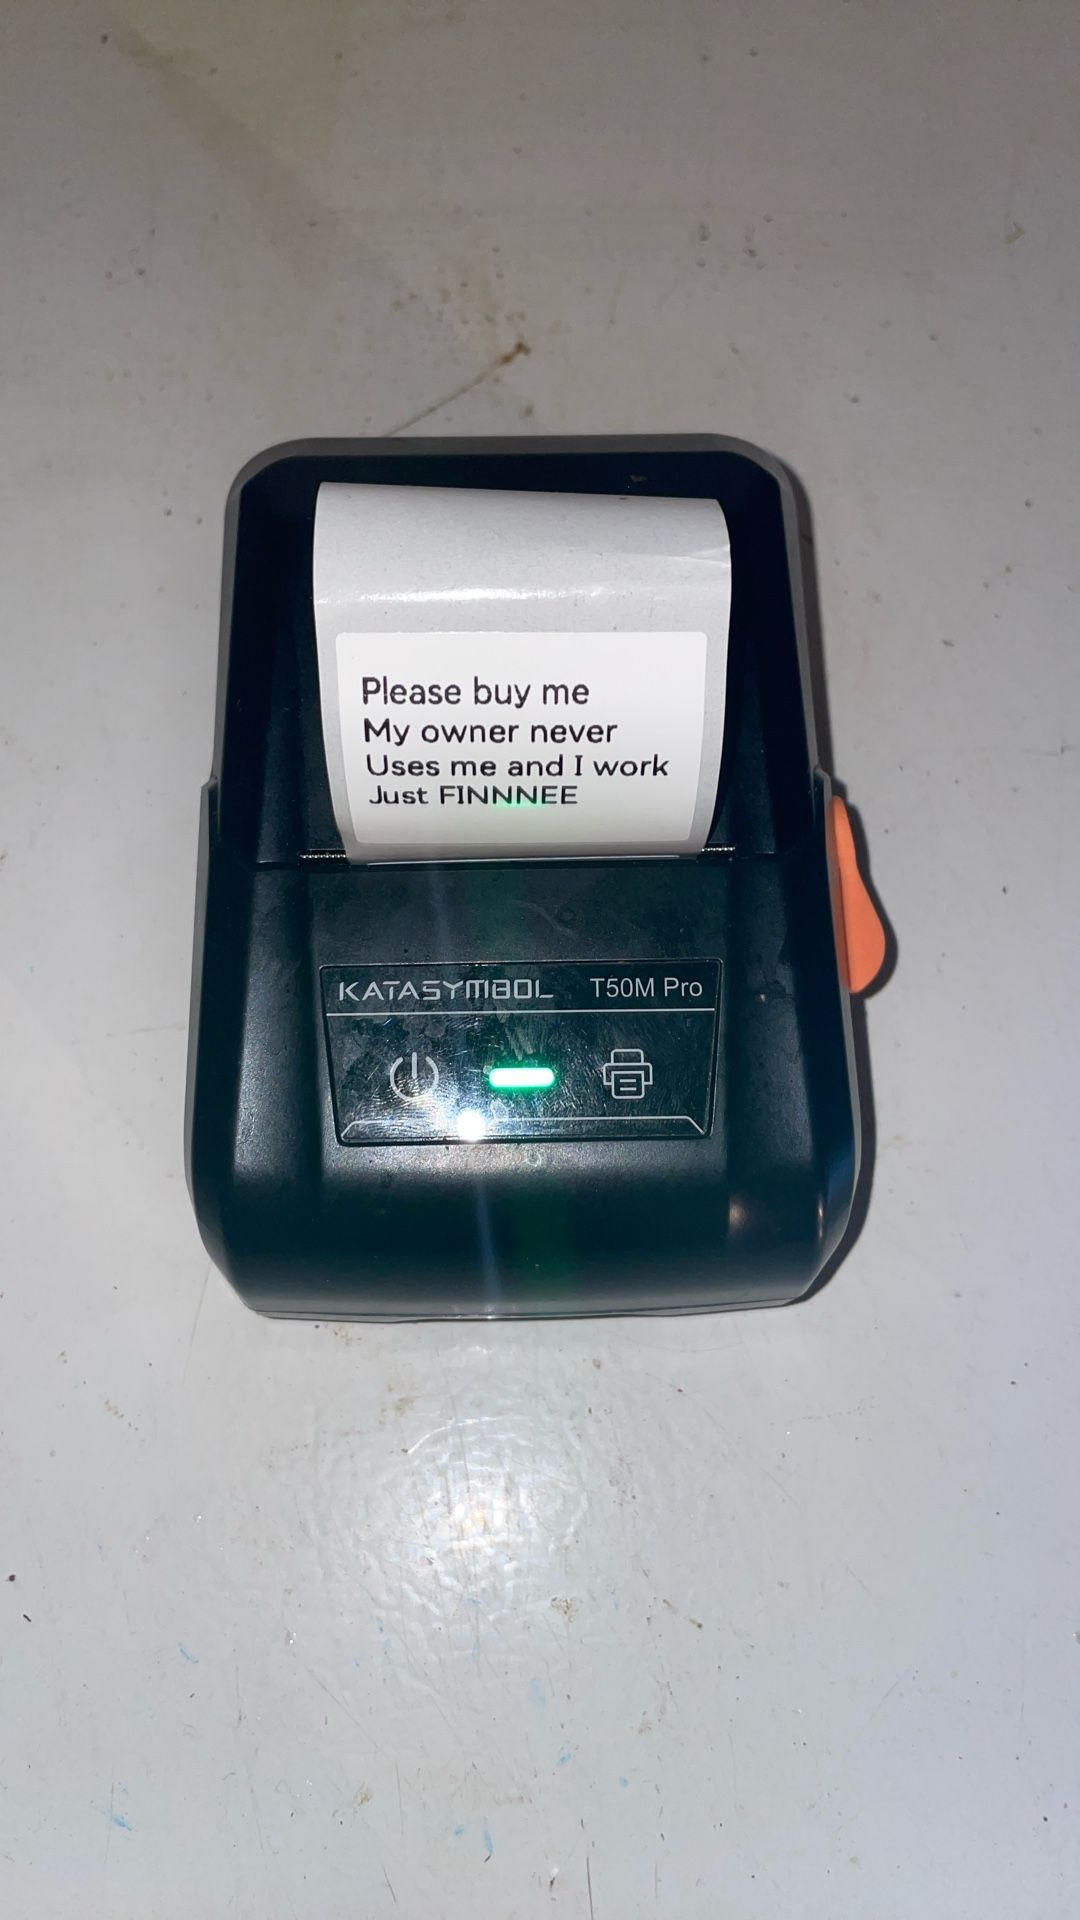 Please buy me
My owner never
Uses me and I work
Just FINNNEE
KATASYMBOL T50M Pro